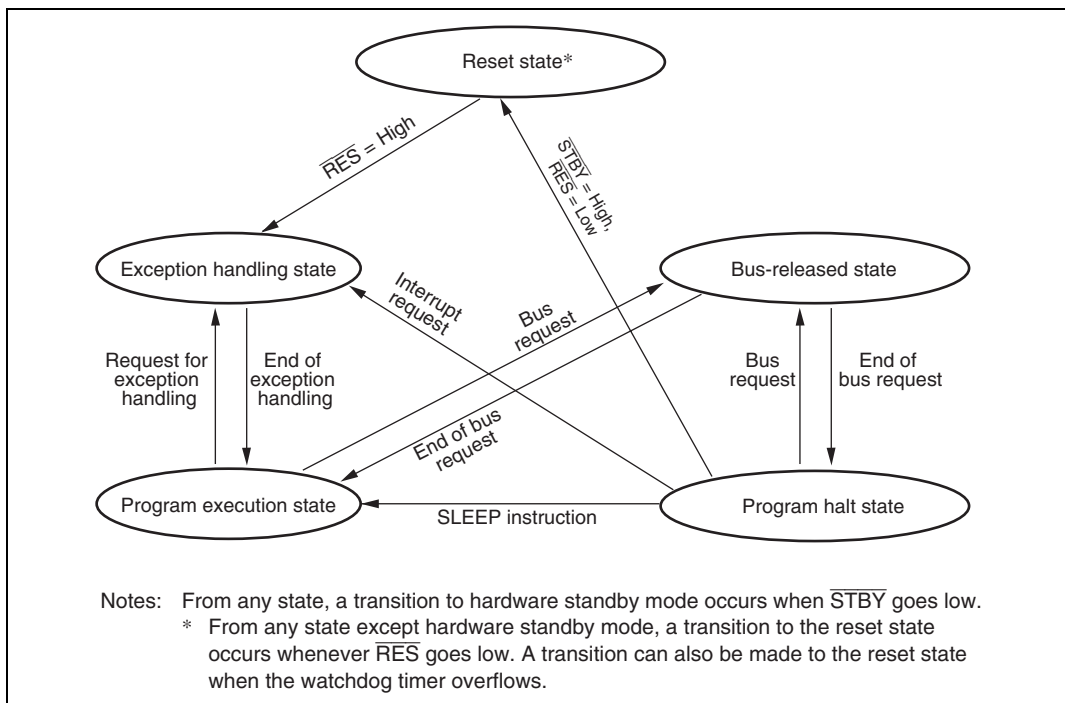 Reset state*
RES = High
STBY = High,
RES = Low
Exception handling state
Bus-released state
Interrupt
request
Bus
request
Request for
exception
handling
End of
exception
handling
Bus
request
End of
bus request
End of bus
request
Program execution state
SLEEP instruction
Program halt state
Notes: From any state, a transition to hardware standby mode occurs when STBY goes low.
* From any state except hardware standby mode, a transition to the reset state
occurs whenever RES goes low. A transition can also be made to the reset state
when the watchdog timer overflows.